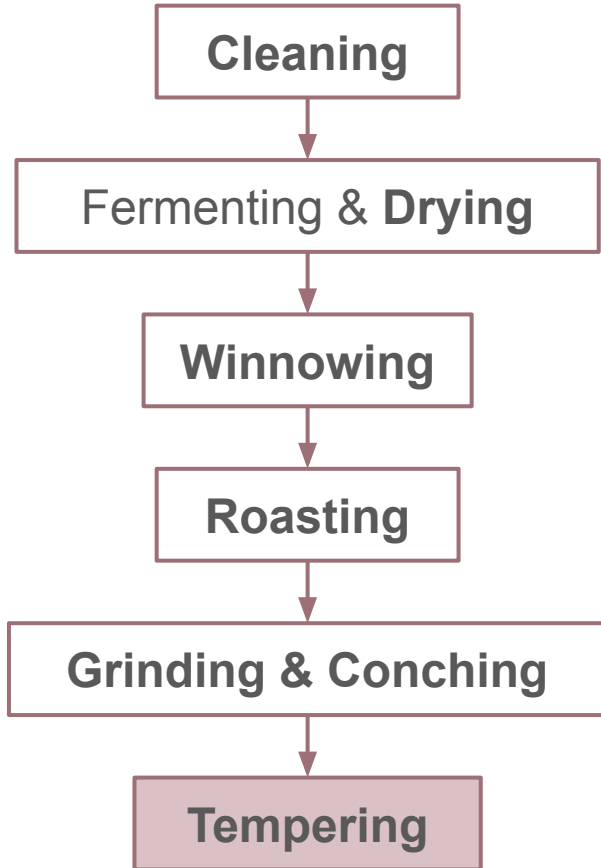 Cleaning
Fermenting & Drying
Winnowing
Roasting
Grinding & Conching
Tempering